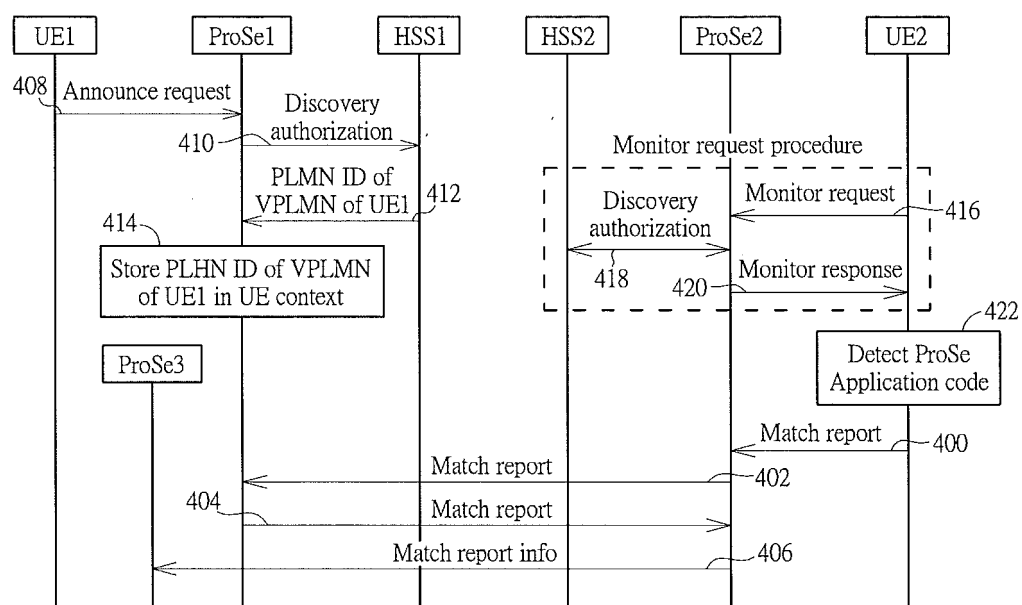 UE1
ProSe1
HSS1
HSS2
ProSe2
UE2
408
Announce request
Discovery
authorization
410
Monitor request procedure
PLMN ID of
VPLMN of UE1
412
Monitor request
416
414
Discovery
authorization
Store PLHN ID of VPLMN
of UE1 in UE context
418
Monitor response
420
422
ProSe3
Detect ProSe
Application code
Match report
400
Match report
402
404
Match report
Match report info
406